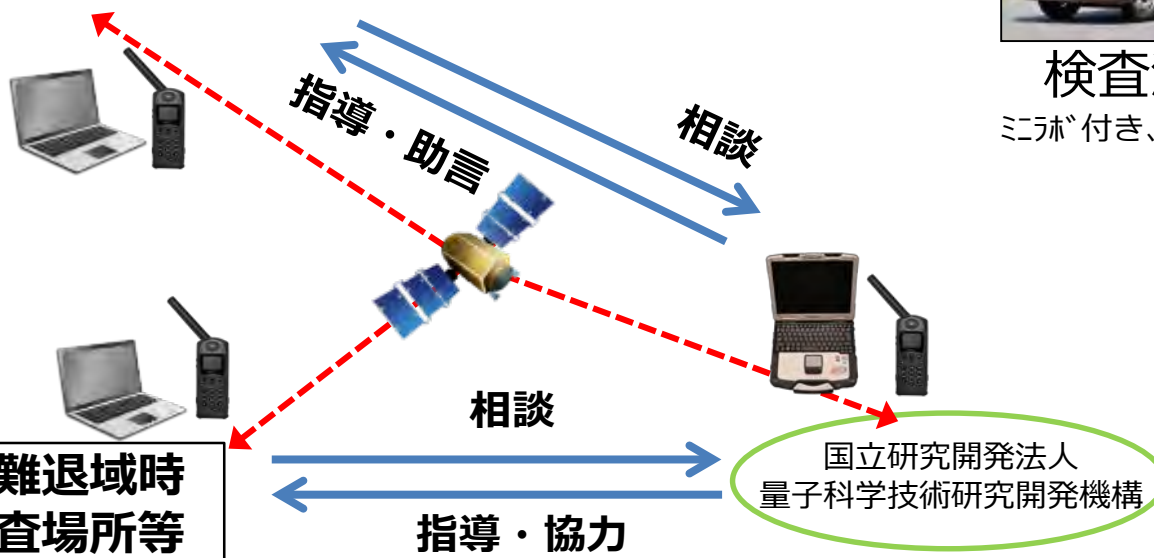 検査
ﾐﾆﾗﾎﾞ付き、
相談
指導・助言
相談
国立研究開発法人
量子科学技術研究開発機構
難退域時
査場所等
指導・協力